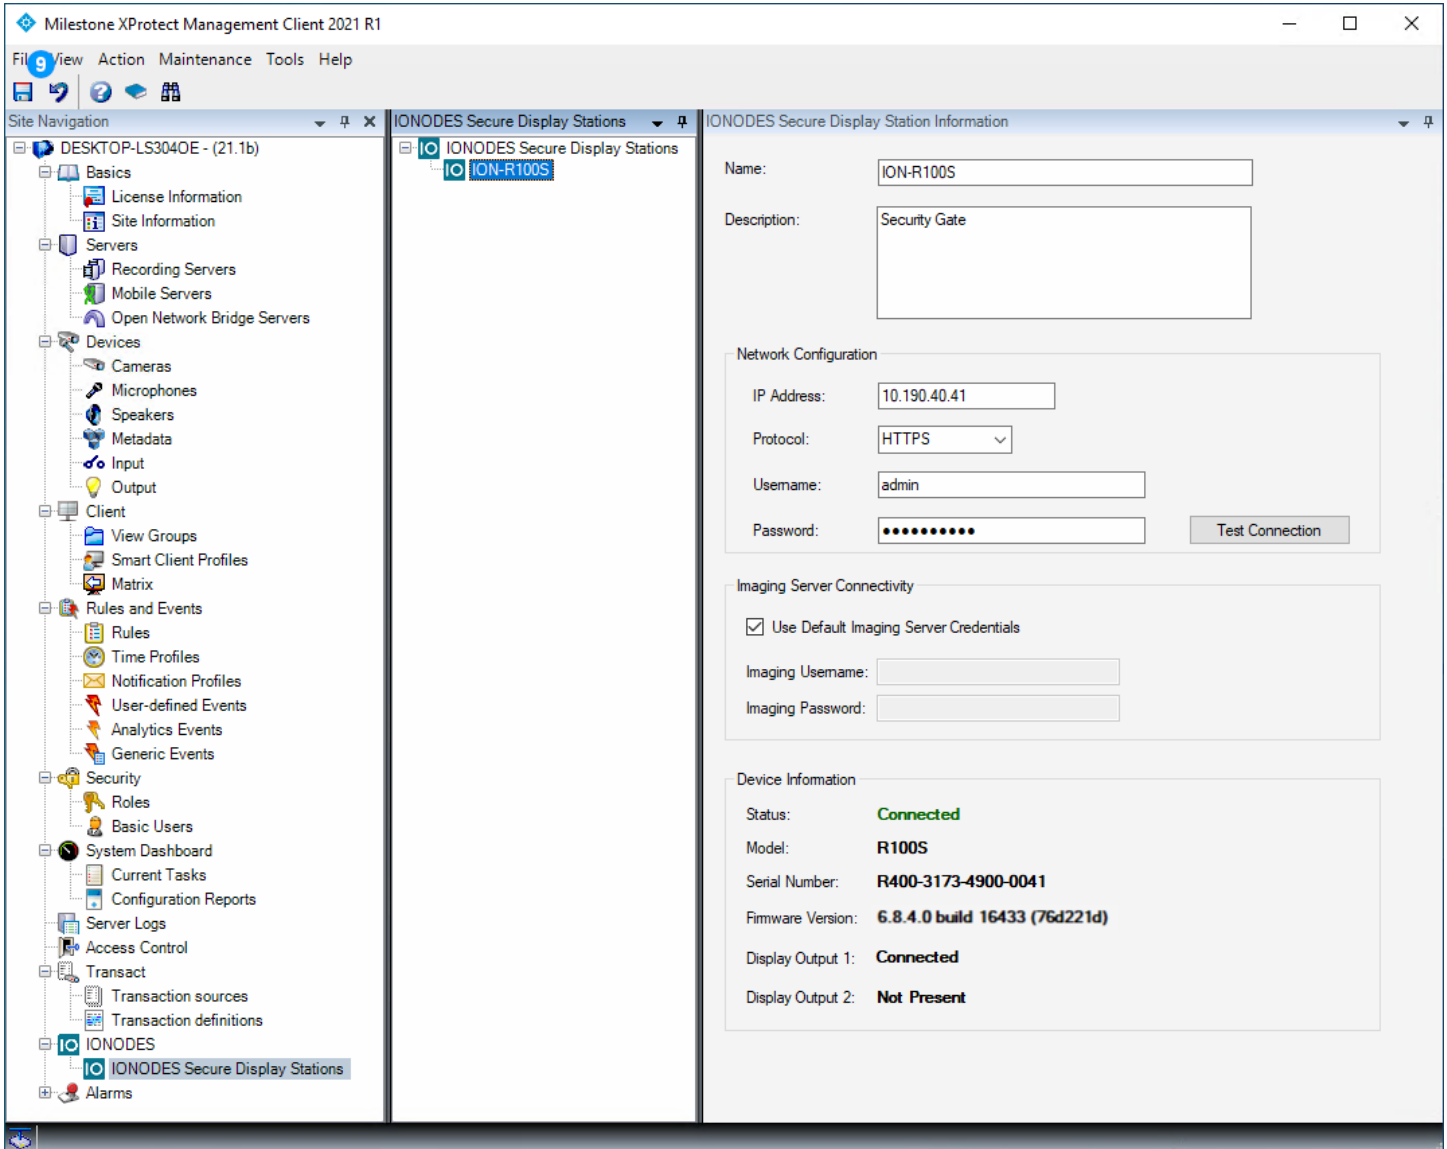 Milestone XProtect Management Client 2021 R1
View Action Maintenance Tools Help
9
Site Navigation
DESKTOP-LS304OE - (21.1b)
Basics
License Information
Site Information
Servers
Recording Servers
Mobile Servers
Open Network Bridge Servers
Devices
Cameras
Microphones
Speakers
Metadata
Input
Output
Client
View Groups
Smart Client Profiles
Matrix
Rules and Events
Rules
Time Profiles
Notification Profiles
User-defined Events
Analytics Events
Generic Events
Security
Roles
Basic Users
System Dashboard
Current Tasks
Configuration Reports
Server Logs
Access Control
Transact
Transaction sources
Transaction definitions
IO IONODES
IO IONODES Secure Display Stations
Alarms
IONODES Secure Display Stations
IO IONODES Secure Display Stations
IO ION-R100S
IONODES Secure Display Station Information
Name: ION-R100S
Description: Security Gate
Network Configuration
IP Address: 10.190.40.41
Protocol: HTTPS
Username: admin
Password: ●●●●●●●●●● Test Connection
Imaging Server Connectivity
Use Default Imaging Server Credentials
Imaging Username:
Imaging Password:
Device Information
Status: Connected
Model: R100S
Serial Number: R400-3173-4900-0041
Firmware Version: 6.8.4.0 build 16433 (76d221d)
Display Output 1: Connected
Display Output 2: Not Present